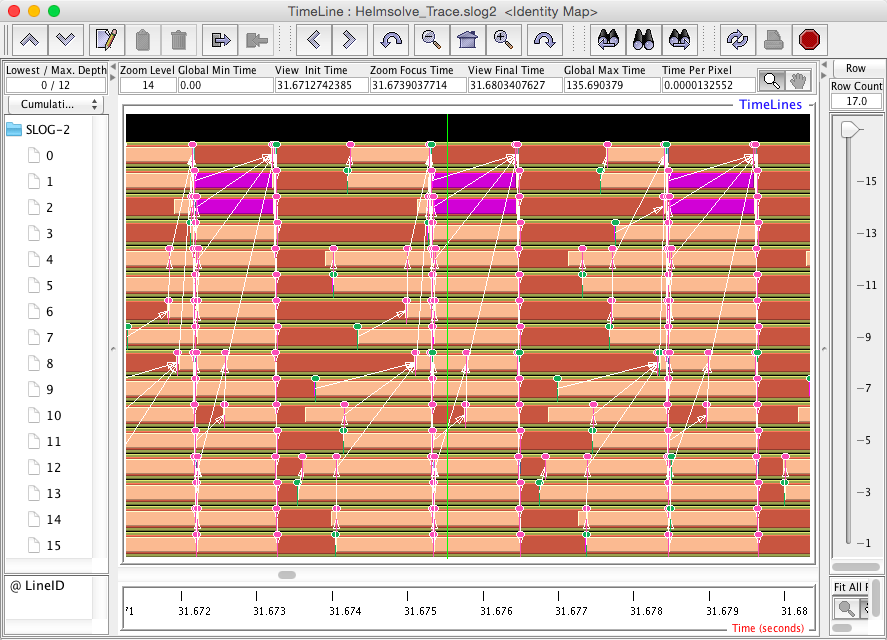 TimeLine : Helmsolve_Trace.slog2 <Identity Map>
Lowest / Max. Depth
0 / 12
Zoom Level
14
Global Min Time
0.00
View Init Time
31.6712742385
Zoom Focus Time
31.6739037714
View Final Time
31.6803407627
Global Max Time
135.690379
Time Per Pixel
0.0000132552
Row
Row Count
17.0
Cumulati...
TimeLines
SLOG-2
0
1
2
3
4
5
6
7
8
9
10
11
12
13
14
15
15
13
11
9
7
5
3
1
@ LineID
Fit All
31.672
31.673
31.674
31.675
31.676
31.677
31.678
31.679
31.68
Time (seconds)